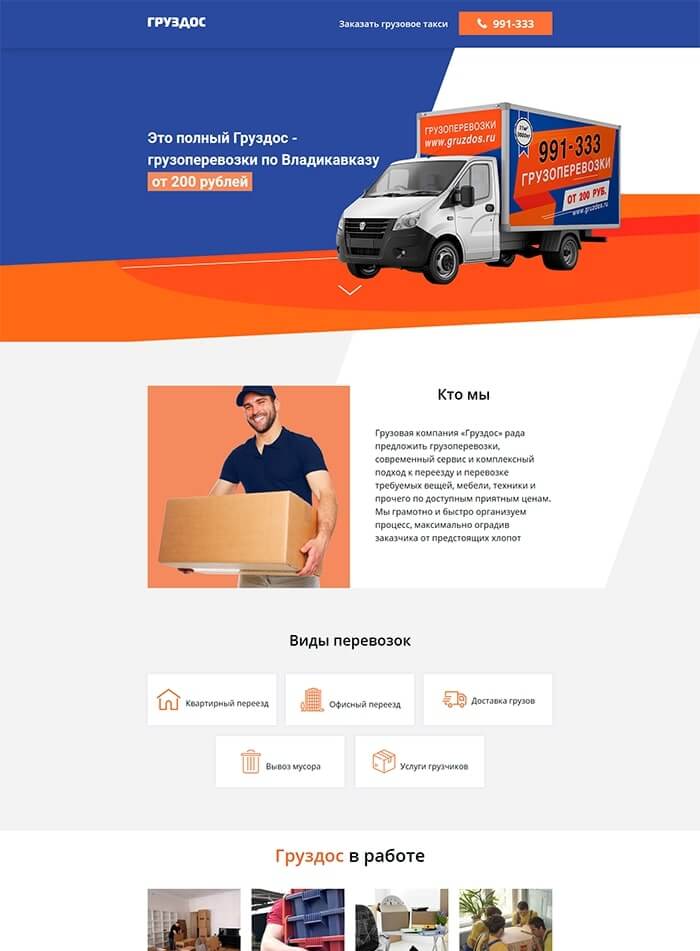 ГРУЗДОС
Заказать грузовое такси
991-333
Это полный Груздос -
грузоперевозки по Владикавказу
от 200 рублей
ГРУЗОПЕРЕВОЗКИ
www.gruzdos.ru
991-333
ГРУЗОПЕРЕВОЗКИ
ОТ 200 РУБ.
www.gruzdos.ru
Кто мы
Грузовая компания «Груздос» рада
предложить грузоперевозки,
современный сервис и комплексный
подход к переезду и перевозке
требуемых вещей, мебели, техники и
прочего по доступным приятным ценам.
Мы грамотно и быстро организуем
процесс, максимально оградив
заказчика от предстоящих хлопот
Виды перевозок
Квартирный переезд
Офисный переезд
Доставка грузов
Вывоз мусора
Услуги грузчиков
Груздос в работе